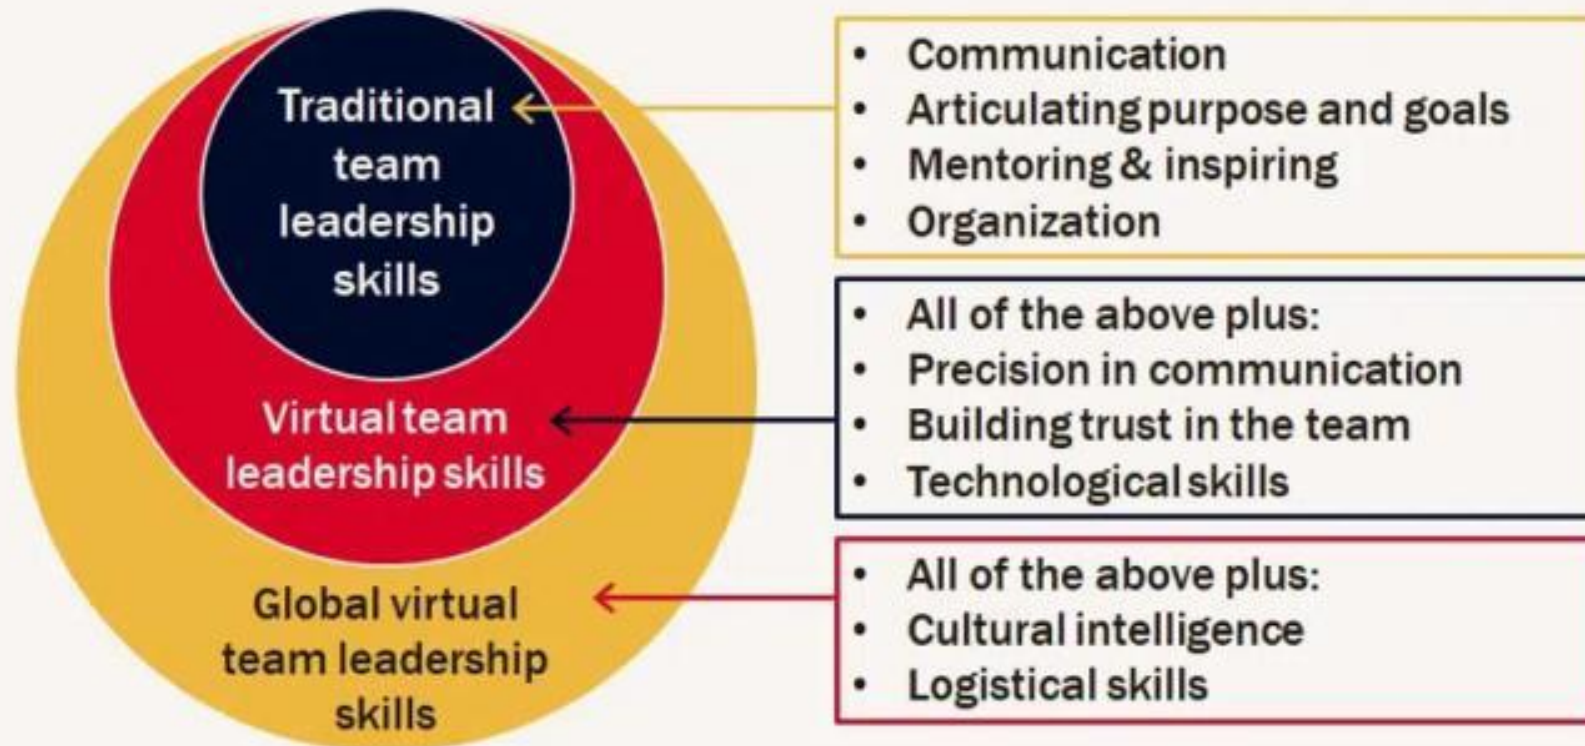 Traditional
team
leadership
skills
Virtual team
leadership skills
Global virtual
team leadership
skills
• Communication
• Articulating purpose and goals
• Mentoring & inspiring
• Organization
• All of the above plus:
• Precision in communication
• Building trust in the team
• Technological skills
• All of the above plus:
• Cultural intelligence
• Logistical skills